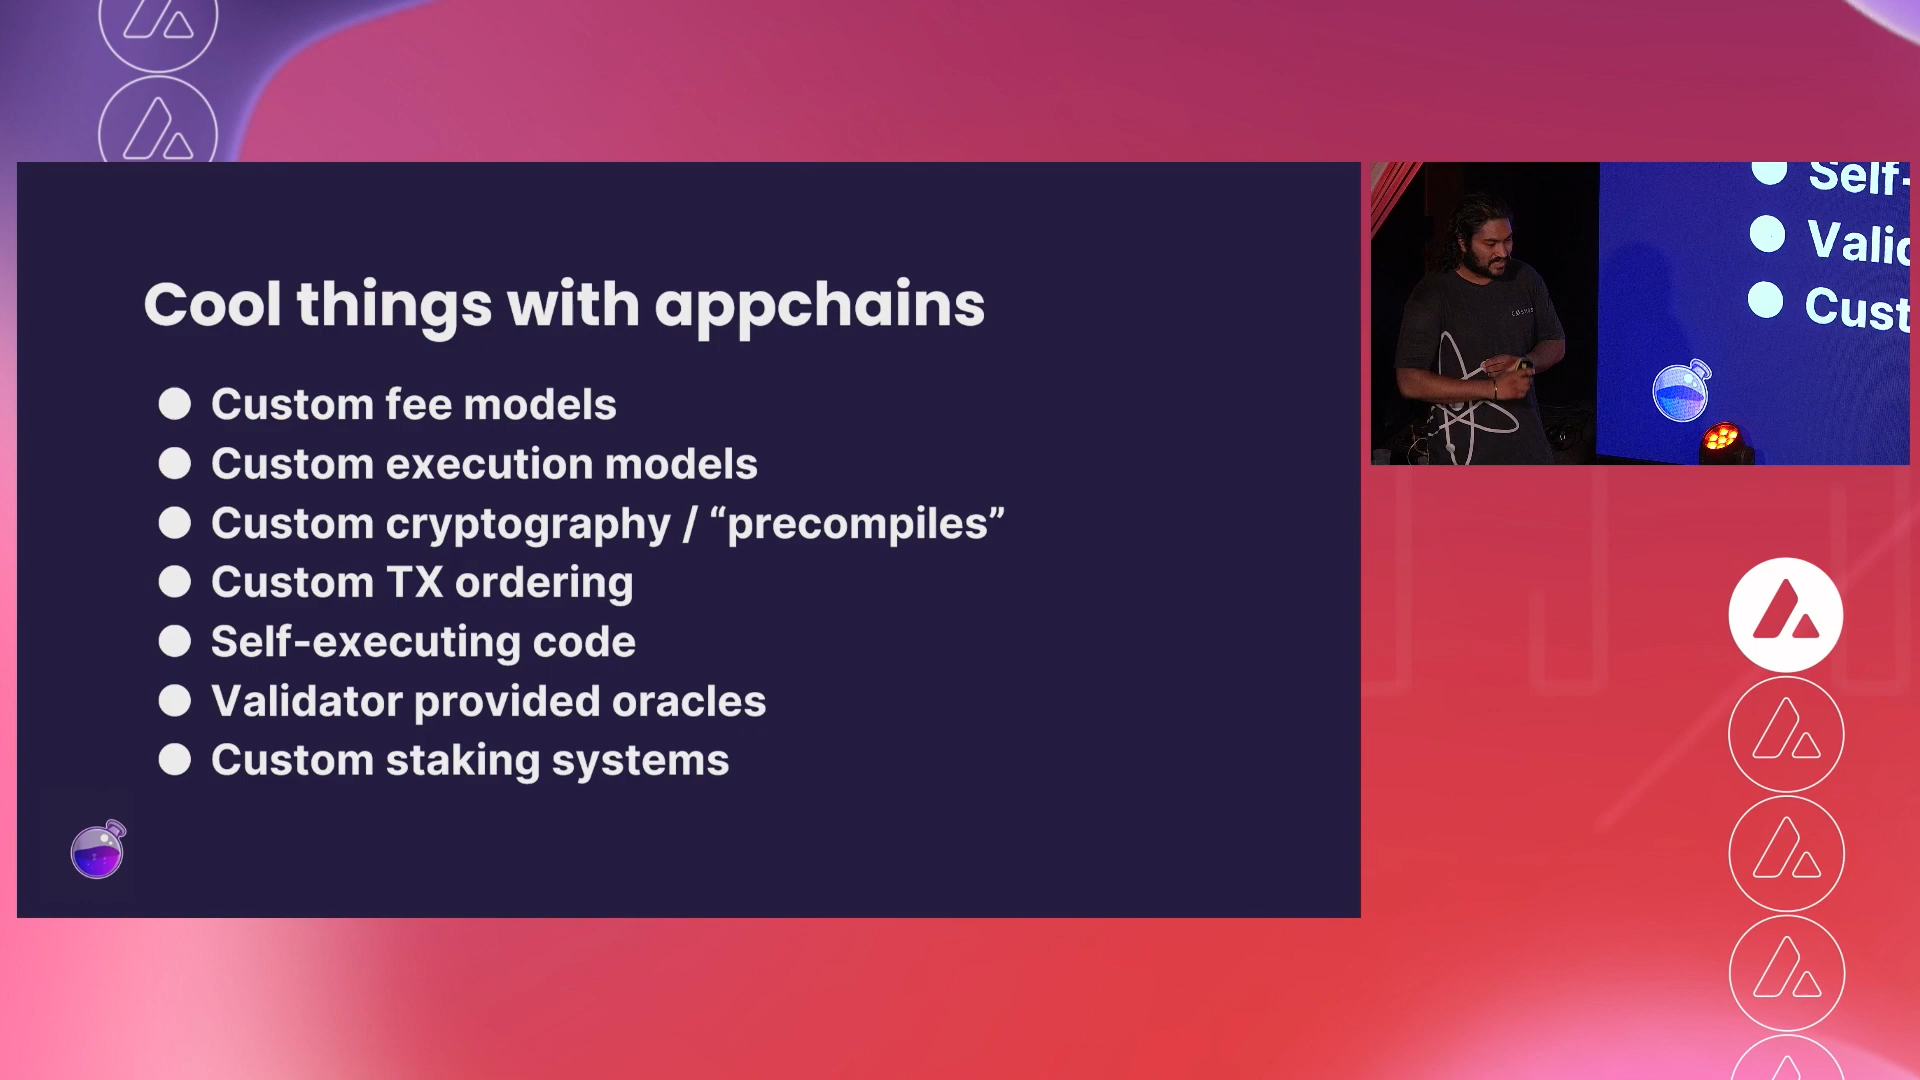 Cool things with appchains
● Custom fee models
● Custom execution models
● Custom cryptography / “precompiles”
● Custom TX ordering
● Self-executing code
● Validator provided oracles
● Custom staking systems
● Self-
● Valid
● Cust